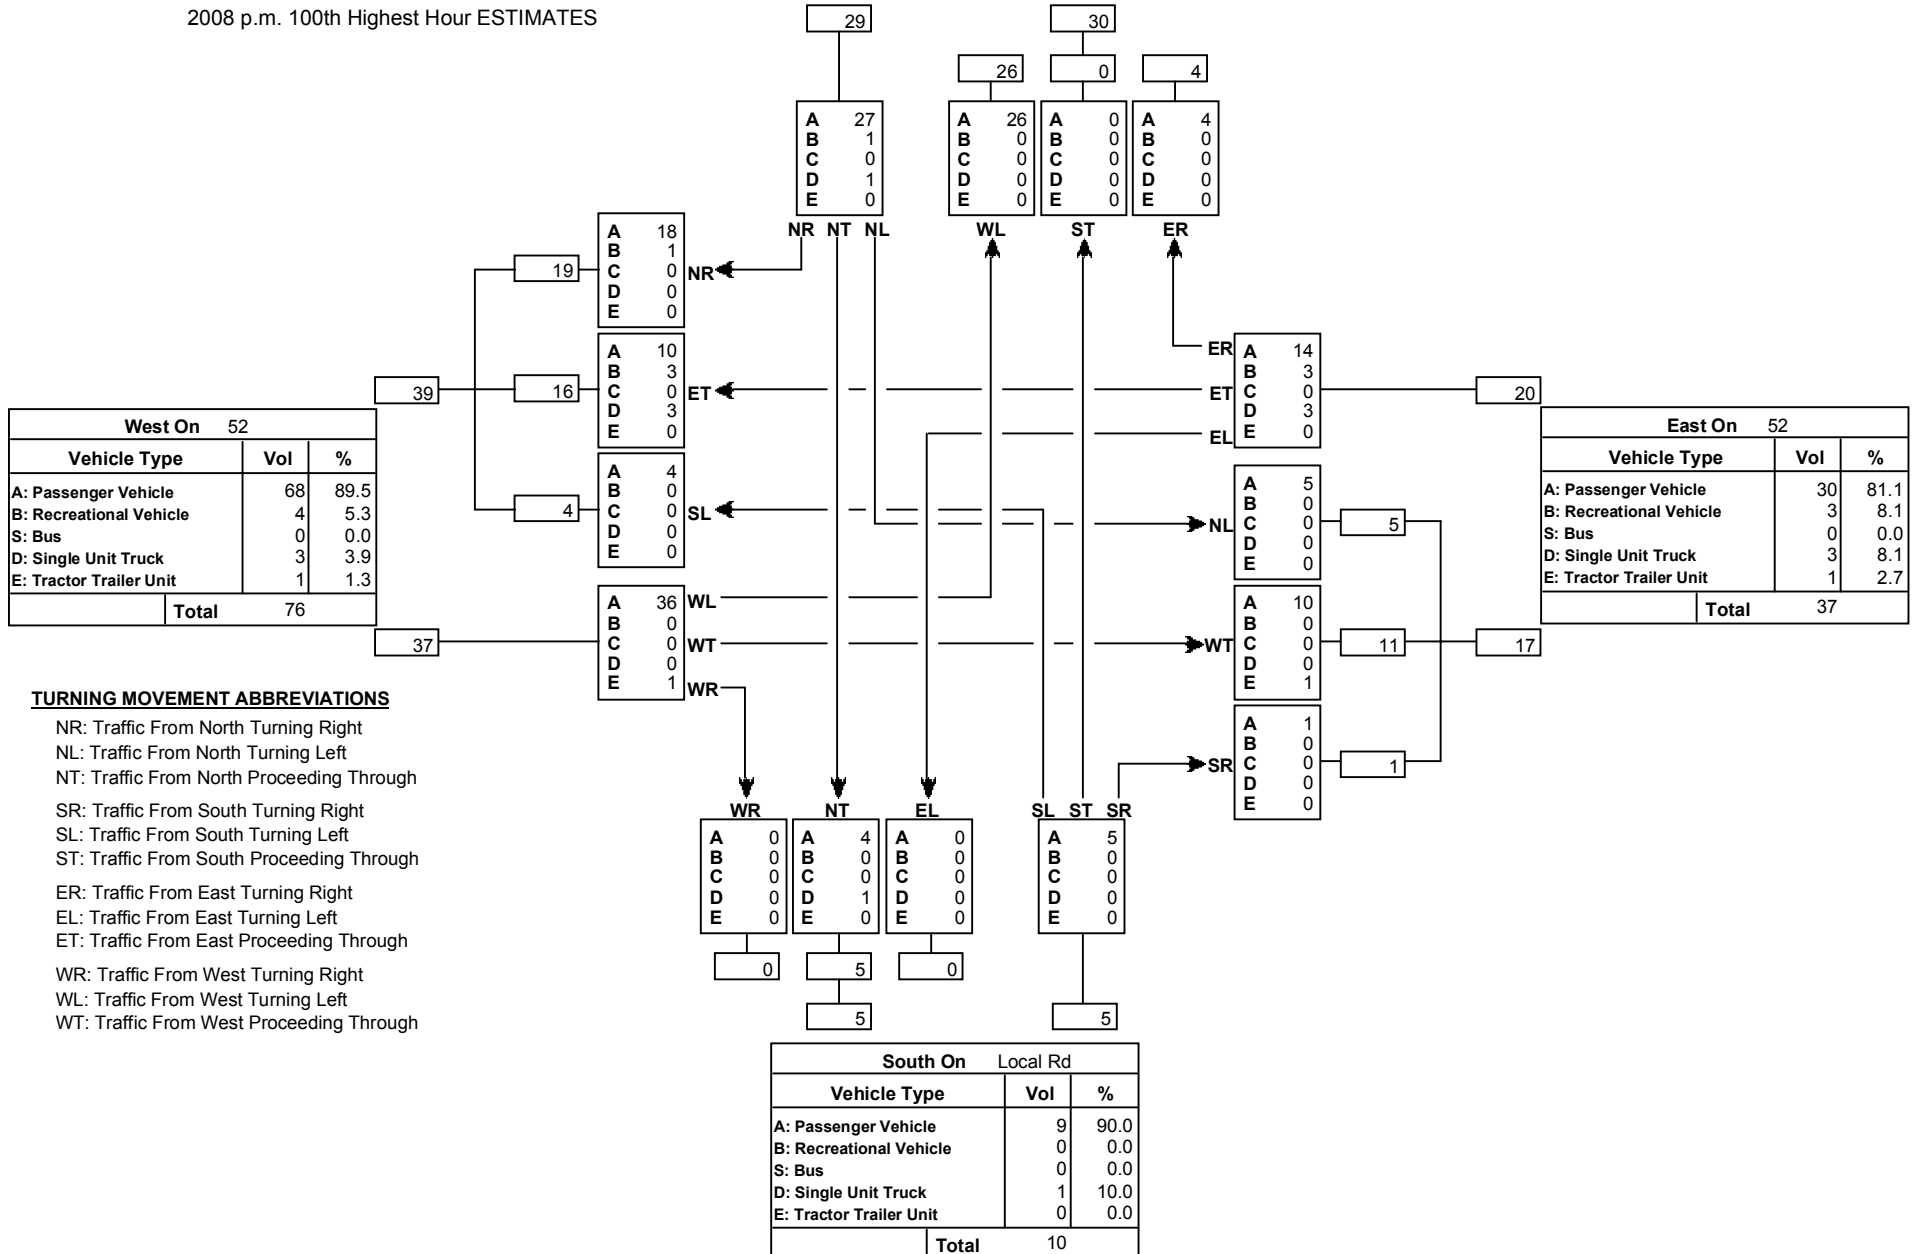 2008 p.m. 100th Highest Hour ESTIMATES
29
30
26
0
4
A 27
B 1
C 0
D 1
E 0
A 26
B 0
C 0
D 0
E 0
A 0
B 0
C 0
D 0
E 0
A 4
B 0
C 0
D 0
E 0
NR NT NL
WL
ST
ER
19
A 18
B 1
C 0
D 0
E 0
NR
39
16
A 10
B 3
C 0
D 3
E 0
ET
4
A 4
B 0
C 0
D 0
E 0
SL
37
A 36
B 0
C 0
D 0
E 1
WL
WT
WR
ER
ET
EL
A 14
B 3
C 0
D 3
E 0
20
NL
A 5
B 0
C 0
D 0
E 0
5
WT
A 10
B 0
C 0
D 0
E 1
11
17
SR
A 1
B 0
C 0
D 0
E 0
1
West On 52
Vehicle Type Vol %
A: Passenger Vehicle 68 89.5
B: Recreational Vehicle 4 5.3
S: Bus 0 0.0
D: Single Unit Truck 3 3.9
E: Tractor Trailer Unit 1 1.3
Total 76
East On 52
Vehicle Type Vol %
A: Passenger Vehicle 30 81.1
B: Recreational Vehicle 3 8.1
S: Bus 0 0.0
D: Single Unit Truck 3 8.1
E: Tractor Trailer Unit 1 2.7
Total 37
TURNING MOVEMENT ABBREVIATIONS
NR: Traffic From North Turning Right
NL: Traffic From North Turning Left
NT: Traffic From North Proceeding Through
SR: Traffic From South Turning Right
SL: Traffic From South Turning Left
ST: Traffic From South Proceeding Through
ER: Traffic From East Turning Right
EL: Traffic From East Turning Left
ET: Traffic From East Proceeding Through
WR: Traffic From West Turning Right
WL: Traffic From West Turning Left
WT: Traffic From West Proceeding Through
WR
NT
EL
SL ST SR
A 0
B 0
C 0
D 0
E 0
A 4
B 0
C 0
D 1
E 0
A 0
B 0
C 0
D 0
E 0
A 5
B 0
C 0
D 0
E 0
0
5
0
5
5
South On Local Rd
Vehicle Type Vol %
A: Passenger Vehicle 9 90.0
B: Recreational Vehicle 0 0.0
S: Bus 0 0.0
D: Single Unit Truck 1 10.0
E: Tractor Trailer Unit 0 0.0
Total 10